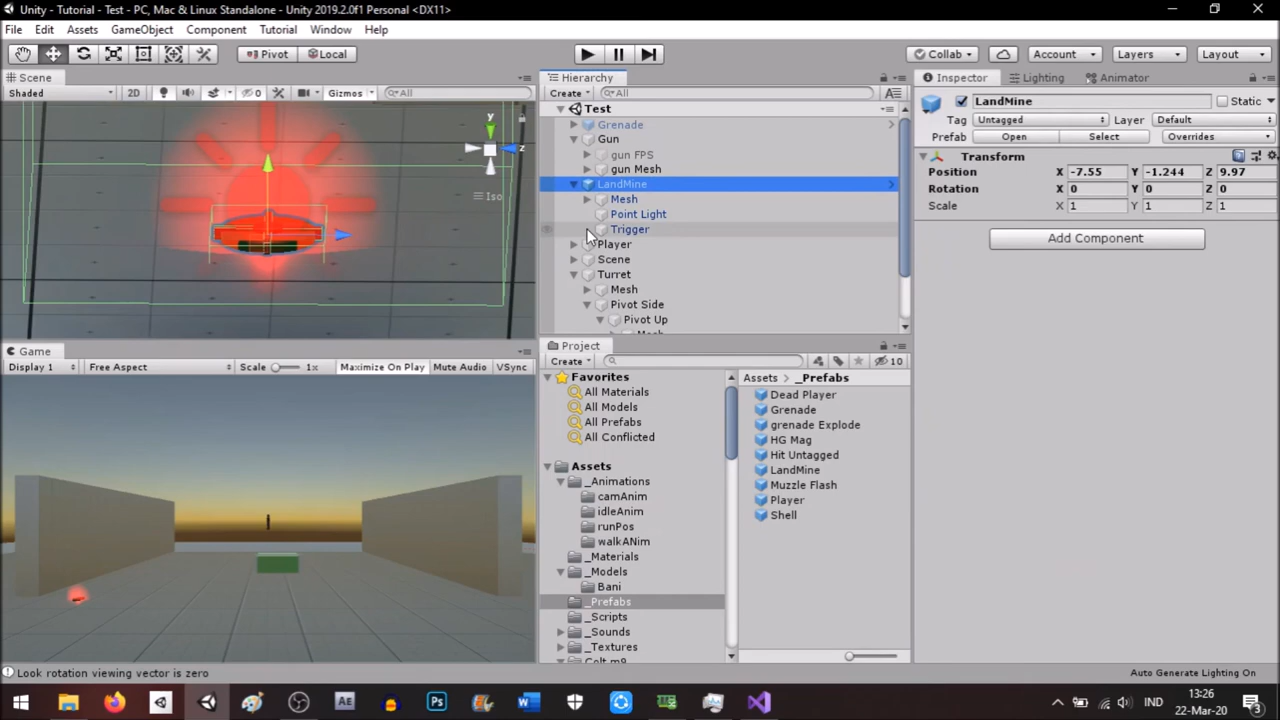 Unity - Tutorial - Test - PC, Mac & Linux Standalone - Unity 2019.2.0f1 Personal <DX11>
File Edit Assets GameObject Component Tutorial Window Help
Pivot Local Collab Account Layers Layout
Scene
Shaded 2D 0 Gizmos All
y
z
Iso
Game
Display 1 Free Aspect Scale 1x Maximize On Play Mute Audio VSync
Hierarchy
Create All
Test
Grenade
Gun
gun FPS
gun Mesh
LandMine
Mesh
Point Light
Trigger
Player
Scene
Turret
Mesh
Pivot Side
Pivot Up
Mesh
Project
Create 10
Favorites
All Materials
All Models
All Prefabs
All Conflicted
Assets
_Animations
camAnim
idleAnim
runPos
walkANim
_Materials
_Models
Bani
_Prefabs
_Scripts
_Sounds
_Textures
Colt m9
Assets > _Prefabs
Dead Player
Grenade
grenade Explode
HG Mag
Hit Untagged
LandMine
Muzzle Flash
Player
Shell
Inspector Lighting Animator
LandMine Static
Tag Untagged Layer Default
Prefab Open Select Overrides
Transform
Position X -7.55 Y -1.244 Z 9.97
Rotation X 0 Y 0 Z 0
Scale X 1 Y 1 Z 1
Add Component
Look rotation viewing vector is zero
Auto Generate Lighting On
Ae Ps W IND 13:26
22-Mar-20 3